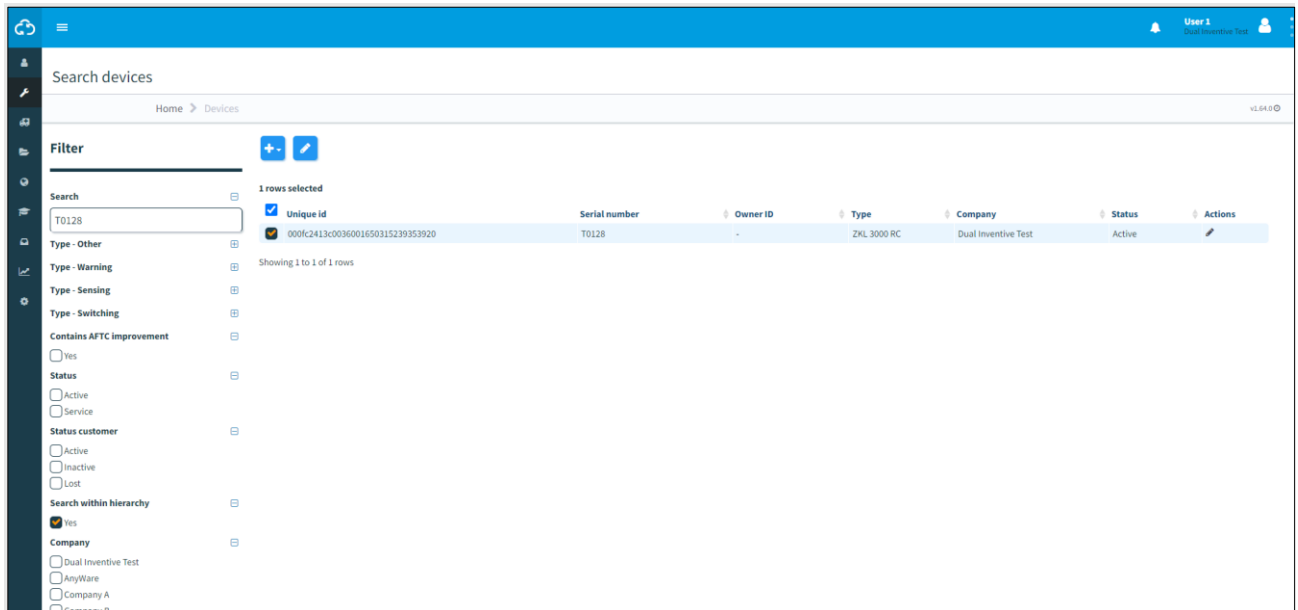 User 1
Dual Inventive Test
Search devices
Home Devices
v1.64.0
Filter
Search
T0128
Type - Other
Type - Warning
Type - Sensing
Type - Switching
Contains AFTC improvement
Yes
Status
Active
Service
Status customer
Active
Inactive
Lost
Search within hierarchy
Yes
Company
Dual Inventive Test
AnyWare
Company A
1 rows selected
Unique id Serial number Owner ID Type Company Status Actions
000fc2413c0036001650315239353920 T0128 - ZKL 3000 RC Dual Inventive Test Active
Showing 1 to 1 of 1 rows